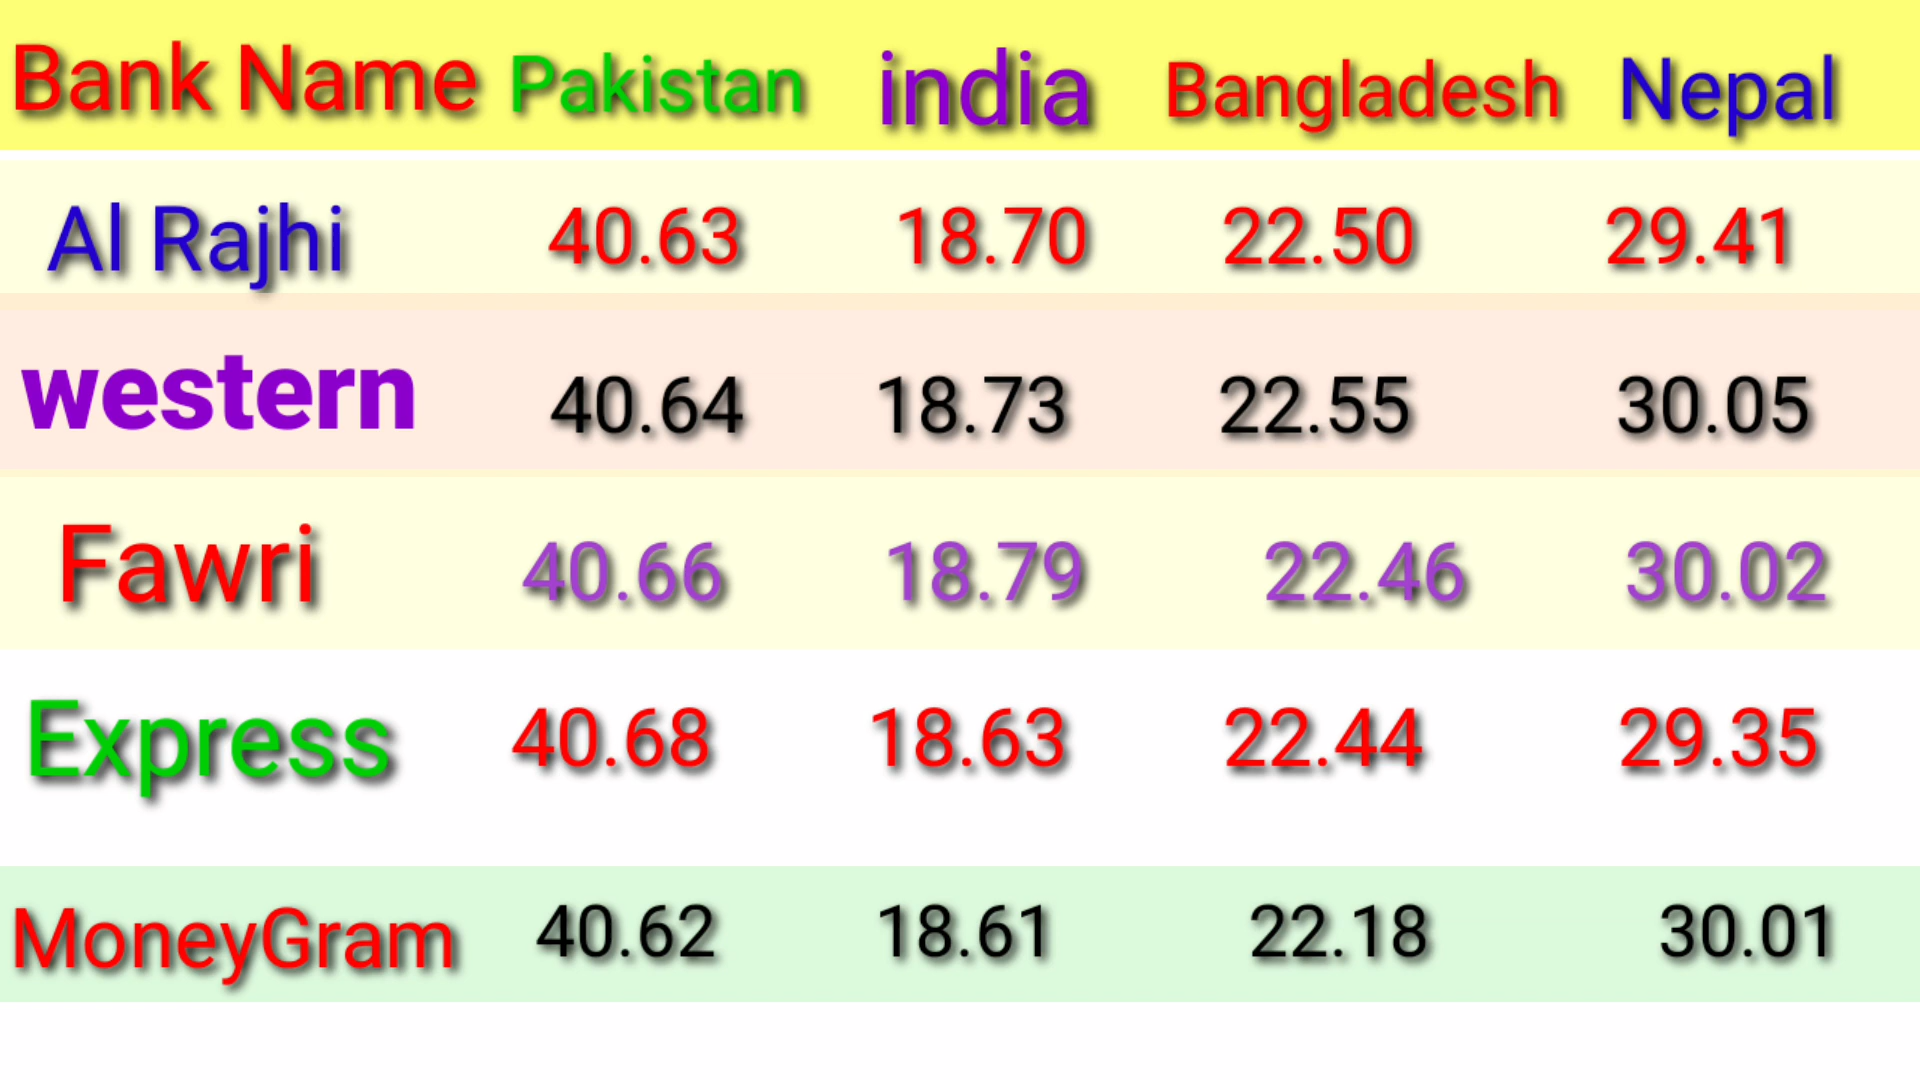 Bank Name Pakistan india Bangladesh Nepal
Al Rajhi 40.63 18.70 22.50 29.41
western 40.64 18.73 22.55 30.05
Fawri 40.66 18.79 22.46 30.02
Express 40.68 18.63 22.44 29.35
MoneyGram 40.62 18.61 22.18 30.01